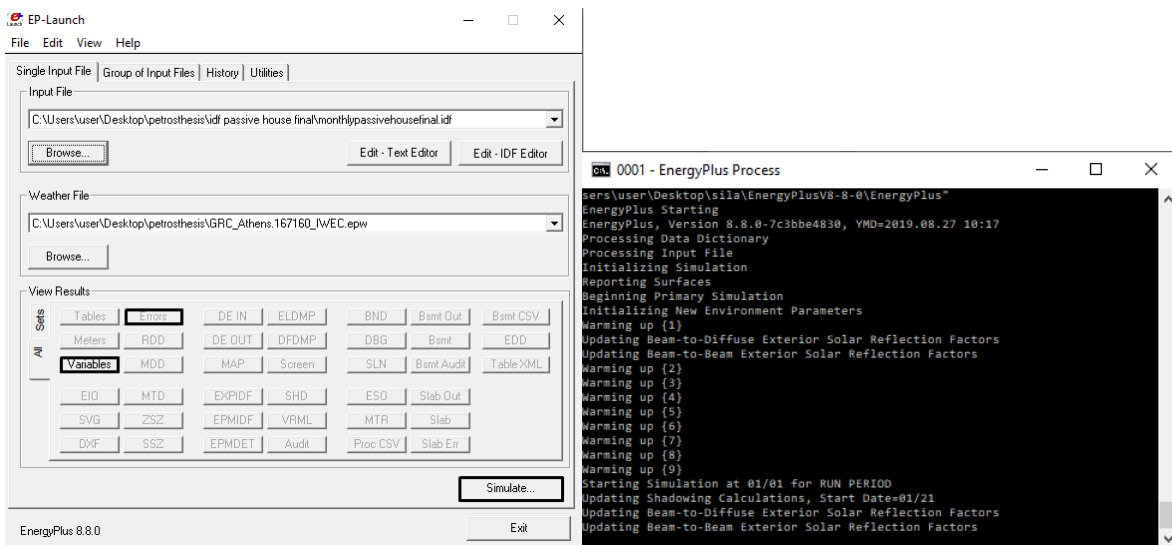 EP-Launch
File Edit View Help
Single Input File Group of Input Files History Utilities
Input File
C:\Users\user\Desktop\petrosthesis\idf passive house final\monthlypassivehousefinal.idf
Browse... Edit - Text Editor Edit - IDF Editor
Weather File
C:\Users\user\Desktop\petrosthesis\GRC_Athens.167160_IWEC.epw
Browse...
View Results
Sets
All
Tables Errors DE IN ELDMP BND Bsmt Out Bsmt CSV
Meters RDD DE OUT DFDMP DBG Bsmt EDD
Variables MDD MAP Screen SLN Bsmt Audit Table XML
EIO MTD EXPIDF SHD ESO Slab Out
SVG ZSZ EPMIDF VRML MTR Slab
DXF SSZ EPMDET Audit Proc CSV Slab Err
Simulate...
EnergyPlus 8.8.0 Exit
0001 - EnergyPlus Process
sers\user\Desktop\sila\EnergyPlusV8-8-0\EnergyPlus"
EnergyPlus Starting
EnergyPlus, Version 8.8.0-7c3bbe4830, YMD=2019.08.27 10:17
Processing Data Dictionary
Processing Input File
Initializing Simulation
Reporting Surfaces
Beginning Primary Simulation
Initializing New Environment Parameters
Warming up {1}
Updating Beam-to-Diffuse Exterior Solar Reflection Factors
Updating Beam-to-Beam Exterior Solar Reflection Factors
Warming up {2}
Warming up {3}
Warming up {4}
Warming up {5}
Warming up {6}
Warming up {7}
Warming up {8}
Warming up {9}
Starting Simulation at 01/01 for RUN PERIOD
Updating Shadowing Calculations, Start Date=01/21
Updating Beam-to-Diffuse Exterior Solar Reflection Factors
Updating Beam-to-Beam Exterior Solar Reflection Factors